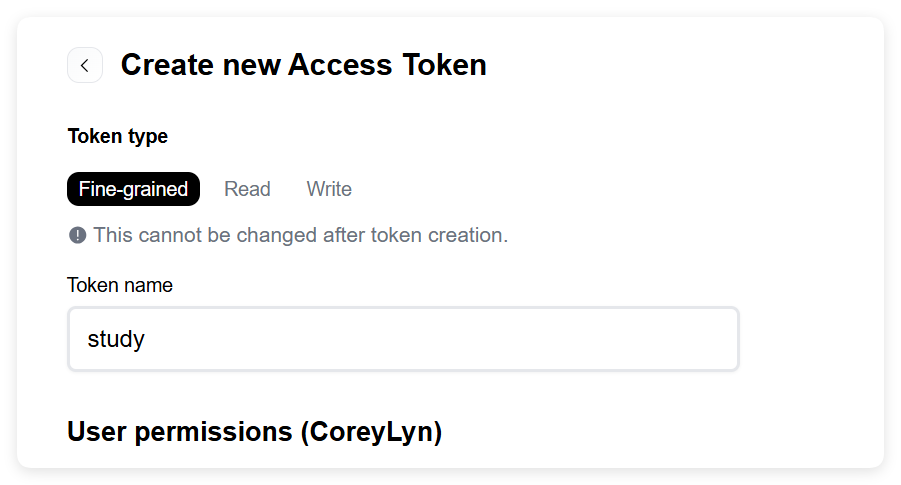 Create new Access Token
Token type
Fine-grained Read Write
This cannot be changed after token creation.
Token name
study
User permissions (CoreyLyn)